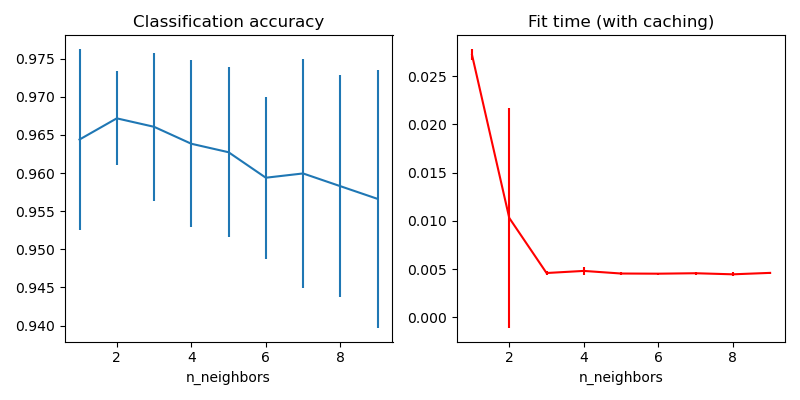 Classification accuracy
0.975
0.970
0.965
0.960
0.955
0.950
0.945
0.940
2 4 6 8
n_neighbors
Fit time (with caching)
0.025
0.020
0.015
0.010
0.005
0.000
2 4 6 8
n_neighbors